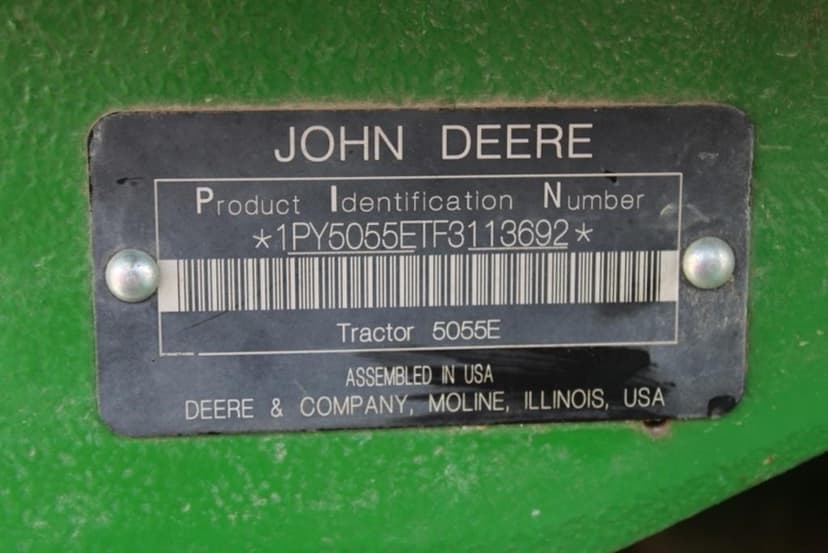 JOHN DEERE
Product Identification Number
*1PY5055ETF3113692*
Tractor 5055E
ASSEMBLED IN USA
DEERE & COMPANY, MOLINE, ILLINOIS, USA